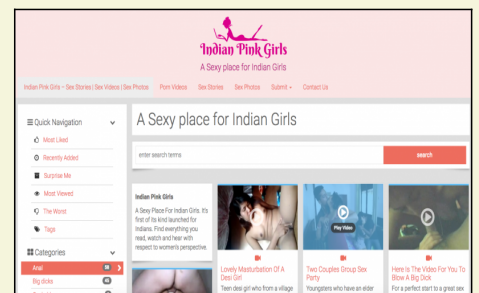 Indian Pink Girls
A Sexy place for Indian Girls
Indian Pink Girls – Sex Stories | Sex Videos | Sex Photos Porn Videos Sex Stories Sex Photos Submit Contact Us
Quick Navigation
Most Liked
Recently Added
Surprise Me
Most Viewed
The Worst
Tags
Categories
Anal
Big dicks
A Sexy place for Indian Girls
enter search terms
search
Indian Pink Girls
A Sexy Place For Indian Girls. It's
first of its kind launched for
Indians. Find everything you
read, watch and hear with
respect to women's perspective.
Lovely Masturbation Of A
Desi Girl
Teen desi girl who from a village
Play Video
Two Couples Group Sex
Party
Youngsters who have an elder
Here Is The Video For You To
Blow A Big Dick
For a perfect start to a great sex